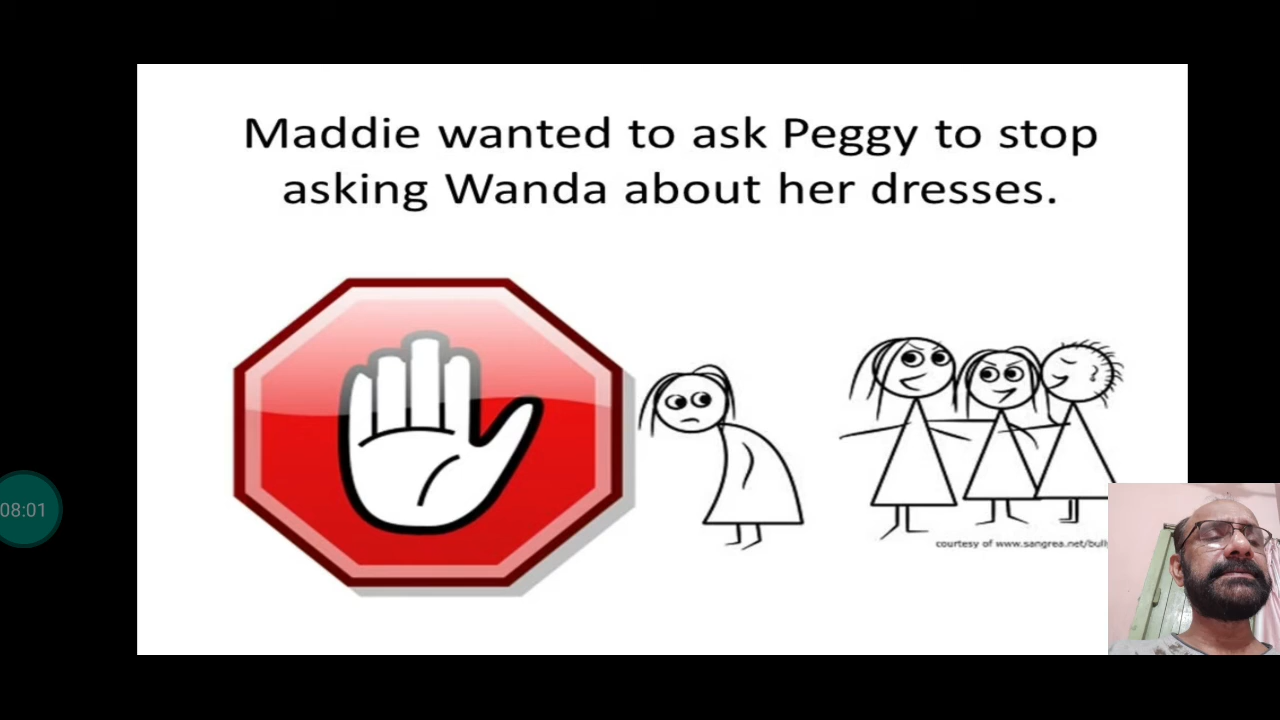 Maddie wanted to ask Peggy to stop
asking Wanda about her dresses.
08:01
courtesy of www.sangrea.net/bull